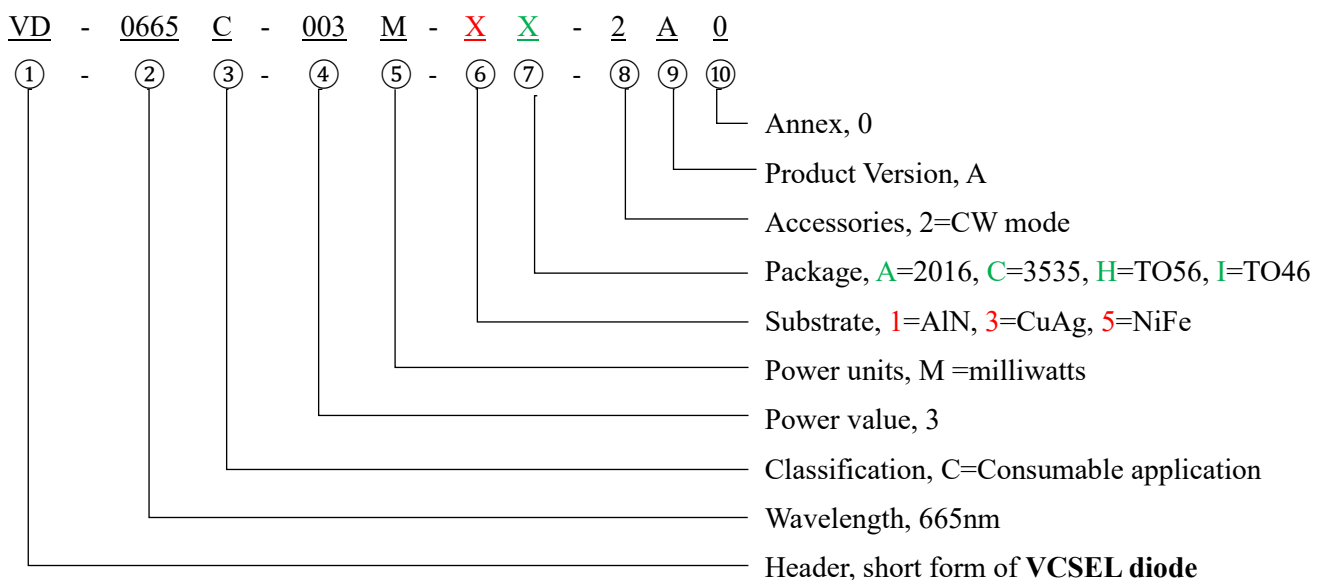 VD - 0665 C - 003 M - X X - 2 A 0
① - ② ③ - ④ ⑤ - ⑥ ⑦ - ⑧ ⑨ ⑩
Annex, 0
Product Version, A
Accessories, 2=CW mode
Package, A=2016, C=3535, H=TO56, I=TO46
Substrate, 1=AlN, 3=CuAg, 5=NiFe
Power units, M =milliwatts
Power value, 3
Classification, C=Consumable application
Wavelength, 665nm
Header, short form of VCSEL diode